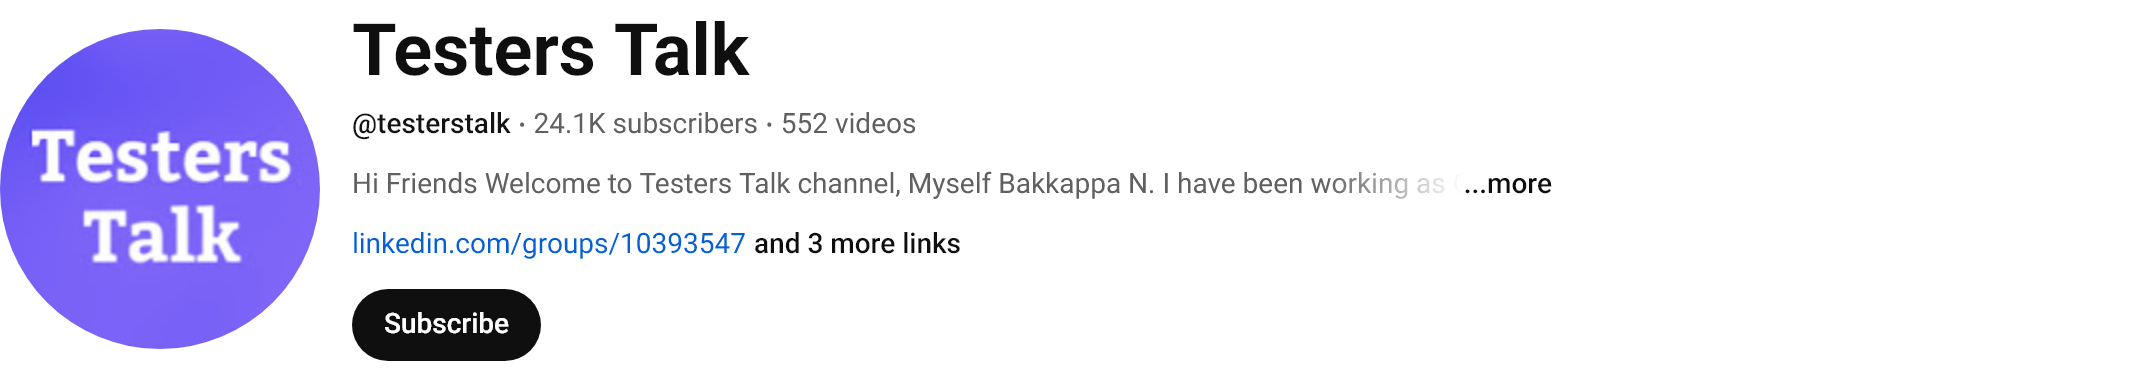 Testers
Talk
Testers Talk
@testerstalk · 24.1K subscribers · 552 videos
Hi Friends Welcome to Testers Talk channel, Myself Bakkappa N. I have been working as ...more
linkedin.com/groups/10393547 and 3 more links
Subscribe